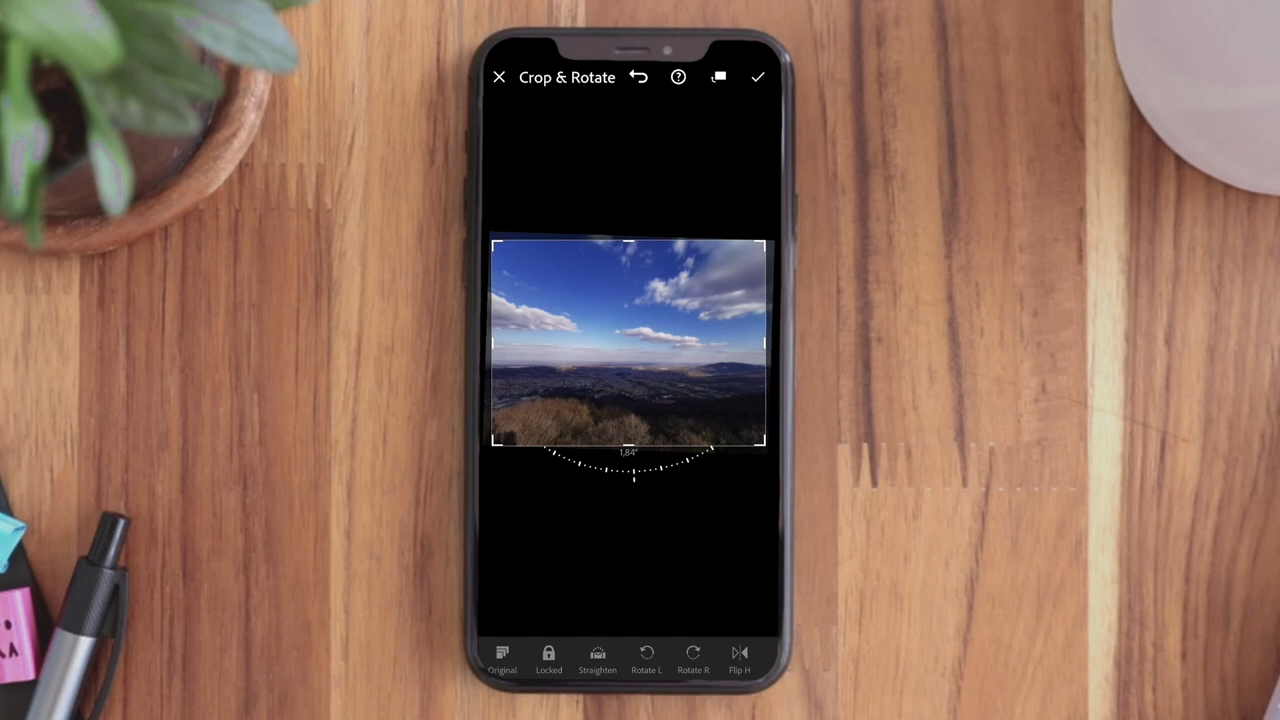 Crop & Rotate
1,84°
Original
Locked
Straighten
Rotate L
Rotate R
Flip H